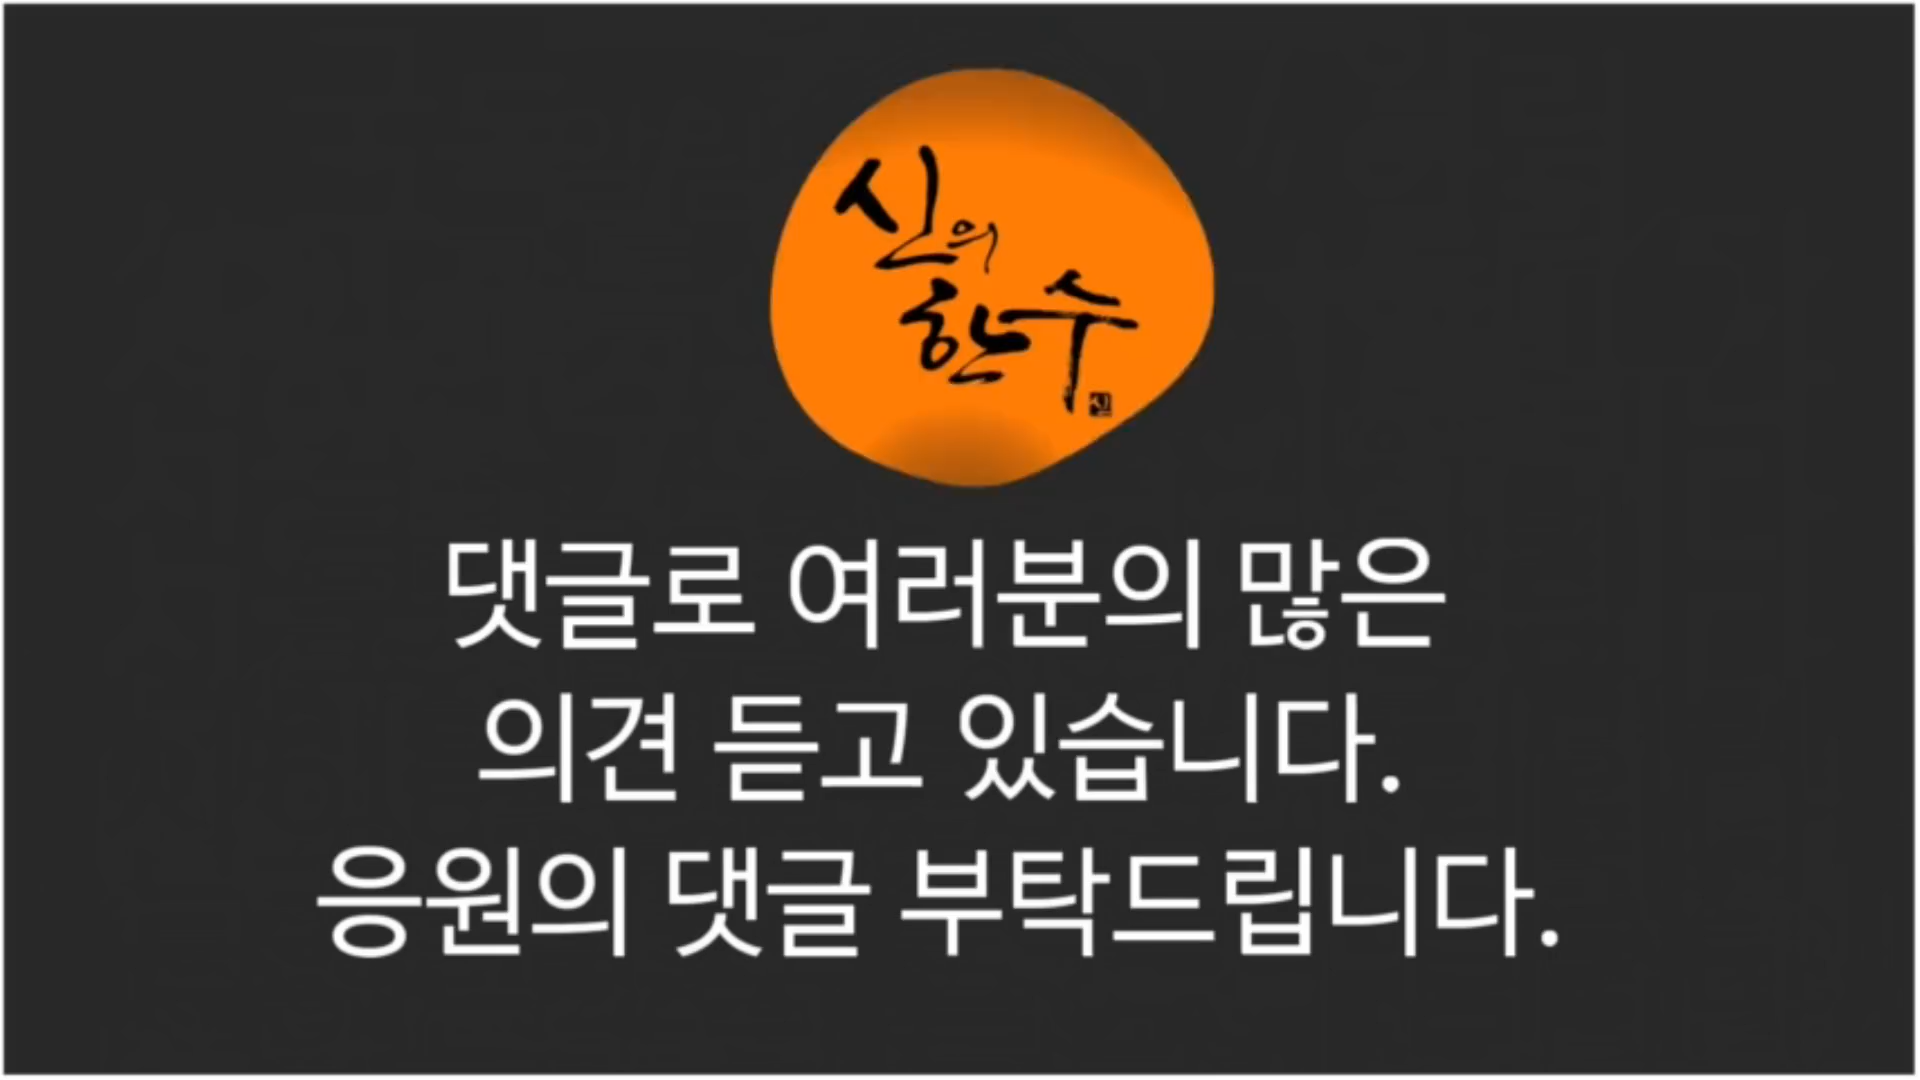 신의
한수
신
댓글로 여러분의 많은
의견 듣고 있습니다.
응원의 댓글 부탁드립니다.